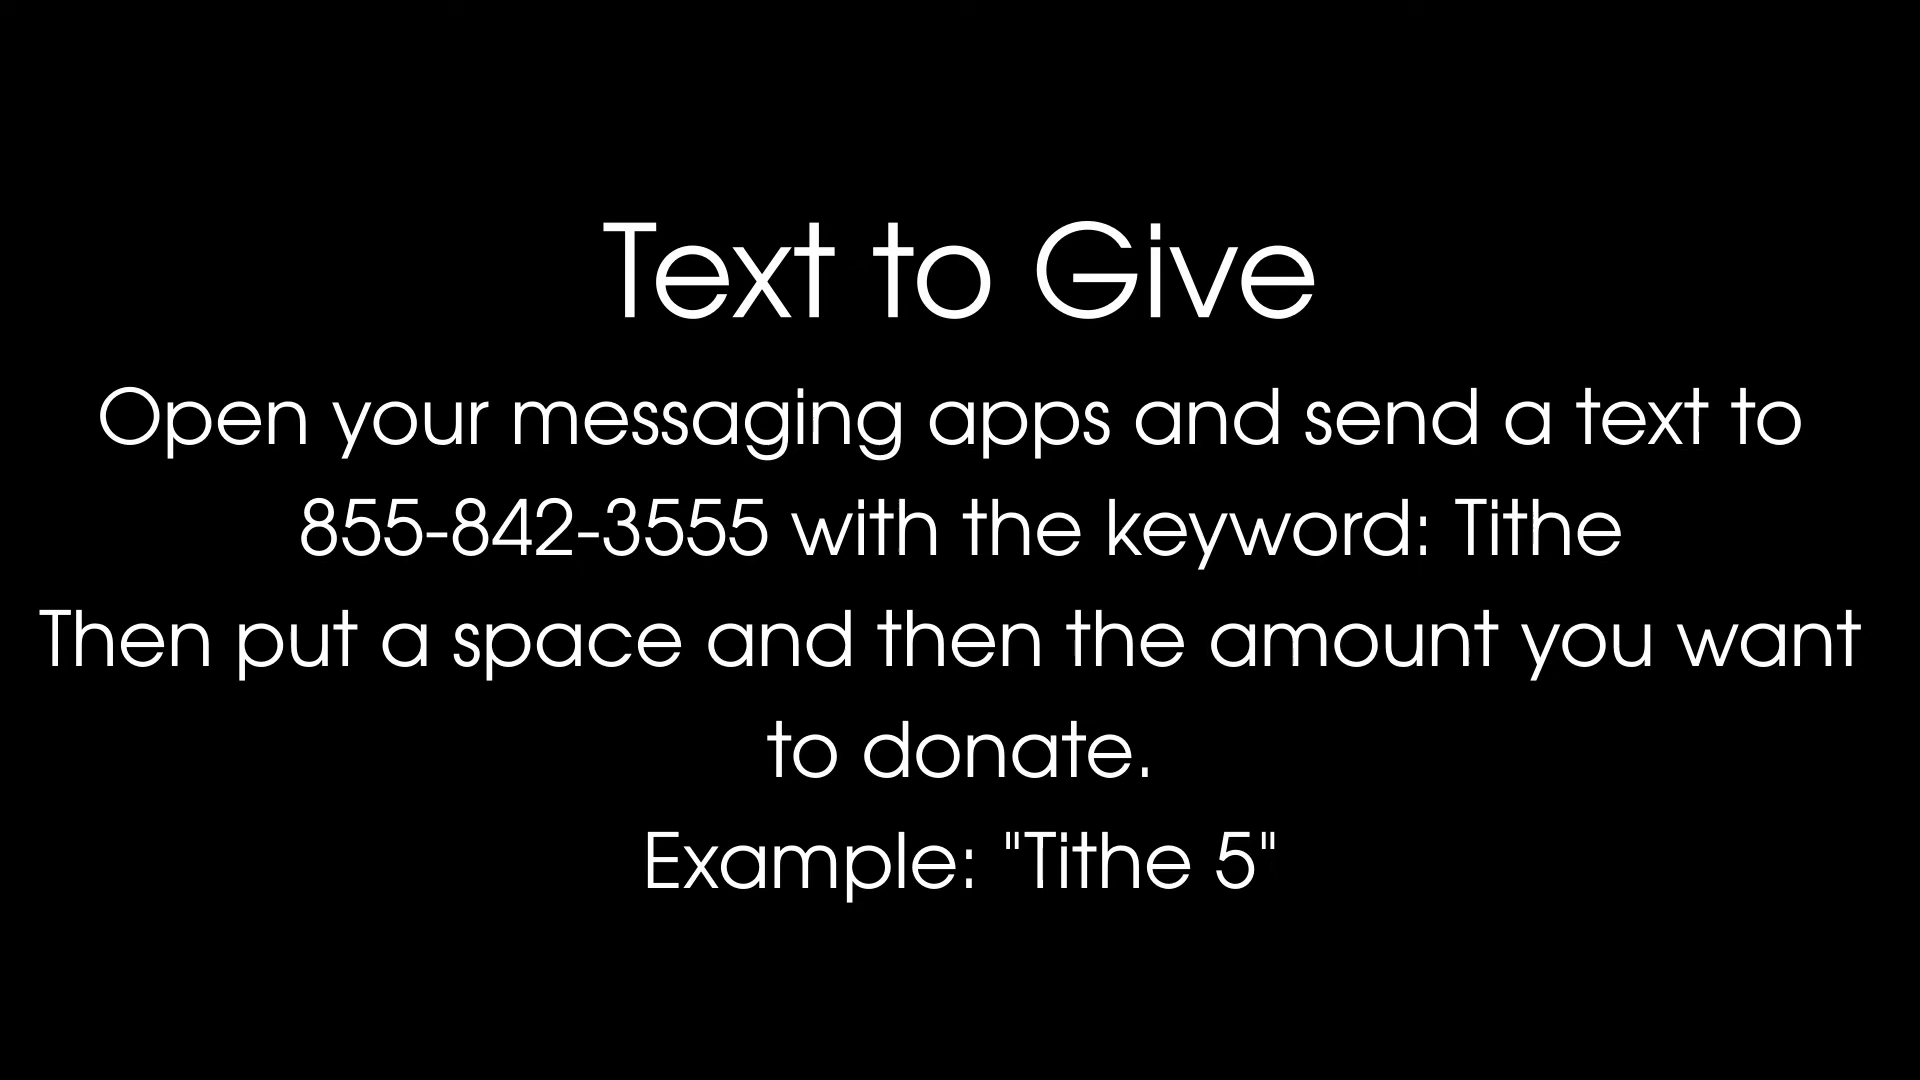 Text to Give
Open your messaging apps and send a text to
855-842-3555 with the keyword: Tithe
Then put a space and then the amount you want
to donate.
Example: "Tithe 5"